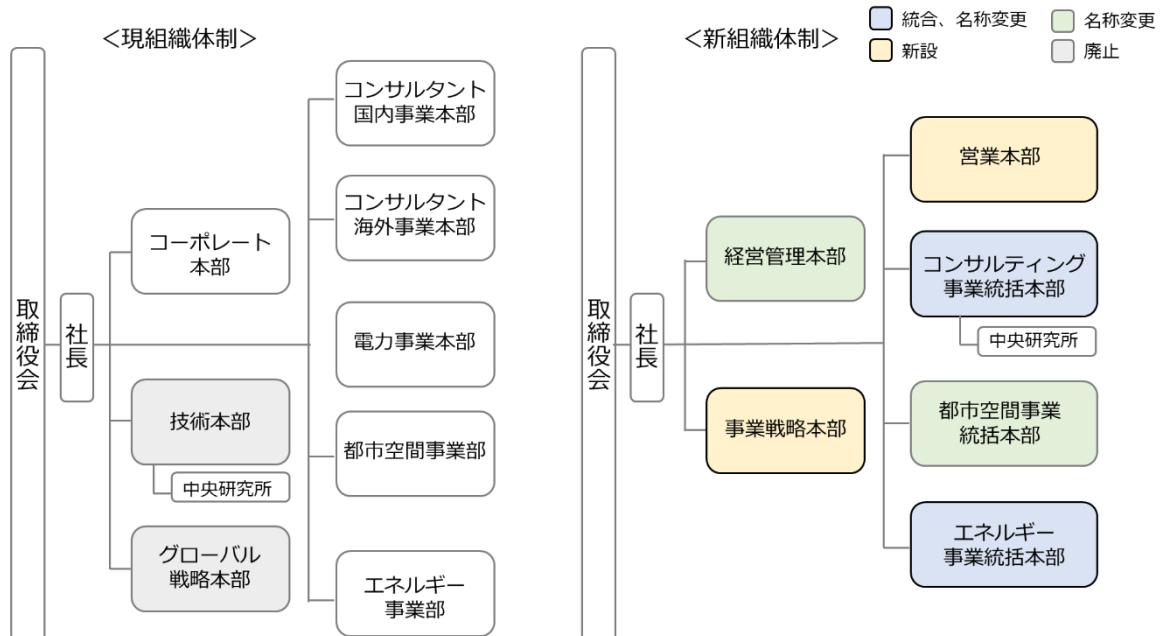 ＜現組織体制＞
取締役会
社長
コーポレート
本部
技術本部
中央研究所
グローバル
戦略本部
コンサルタント
国内事業本部
コンサルタント
海外事業本部
電力事業本部
都市空間事業部
エネルギー
事業部
＜新組織体制＞
統合、名称変更
名称変更
新設
廃止
取締役会
社長
経営管理本部
事業戦略本部
営業本部
コンサルティング
事業統括本部
中央研究所
都市空間事業
統括本部
エネルギー
事業統括本部